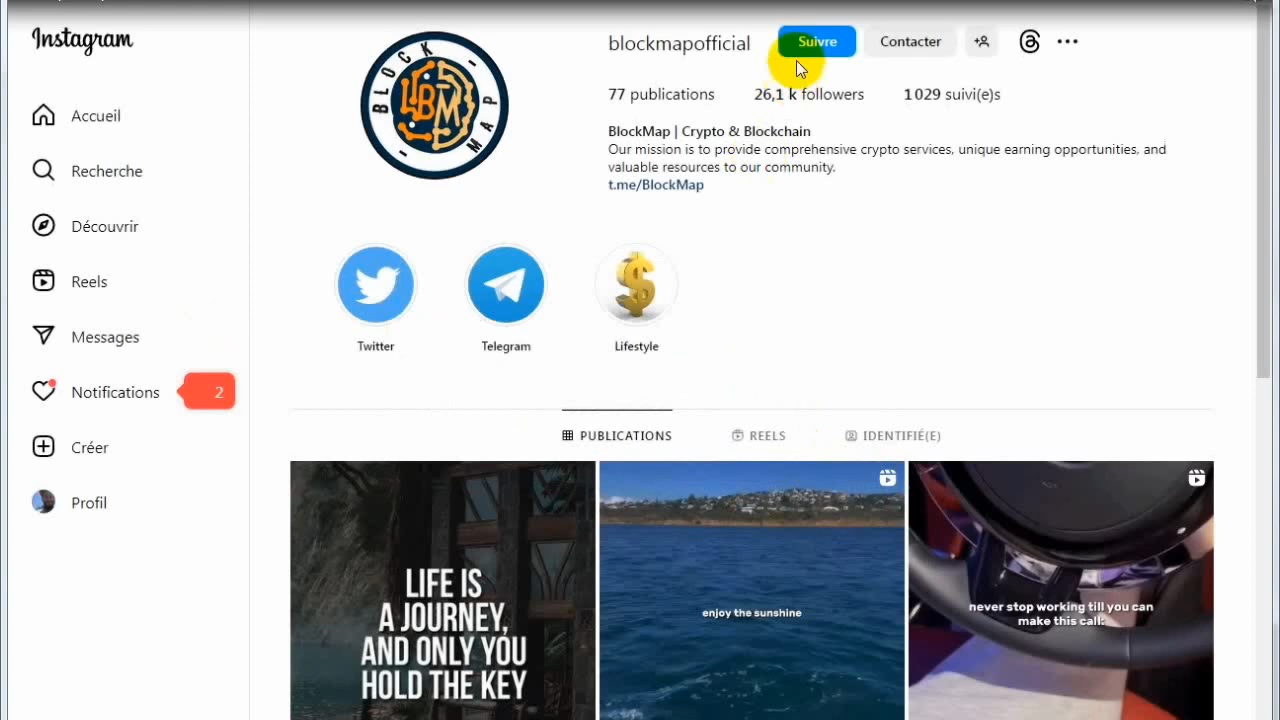 Instagram
Accueil
Recherche
Découvrir
Reels
Messages
Notifications
2
Créer
Profil
BLOCK
MAP
BM
blockmapofficial
Suivre
Contacter
77 publications
26,1 k followers
1 029 suivi(e)s
BlockMap | Crypto & Blockchain
Our mission is to provide comprehensive crypto services, unique earning opportunities, and
valuable resources to our community.
t.me/BlockMap
Twitter
Telegram
Lifestyle
PUBLICATIONS
REELS
IDENTIFIÉ(E)
LIFE IS
A JOURNEY,
AND ONLY YOU
HOLD THE KEY
enjoy the sunshine
never stop working till you can
make this call: